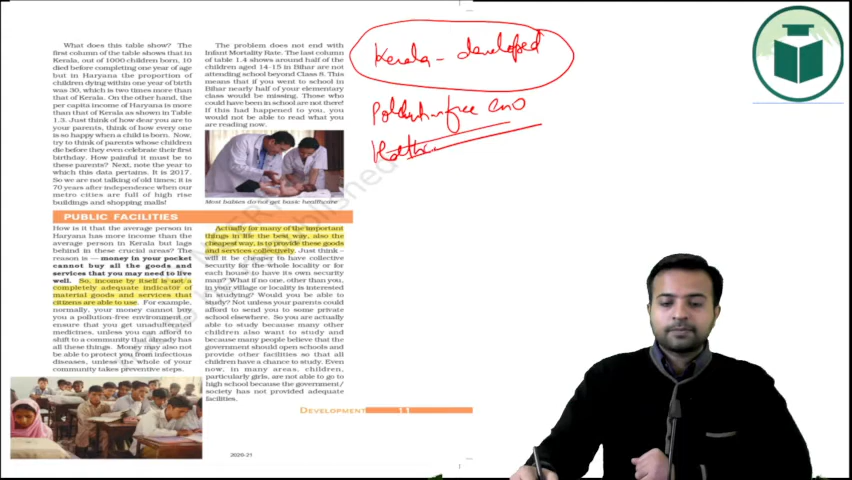 What does this table show? The
first column of the table shows that in
Kerala, out of 1000 children born, 10
died before completing one year of age
but in Haryana the proportion of
children dying within one year of birth
was 30, which is two times more than
that of Kerala. On the other hand, the
per capita income of Haryana is more
than that of Kerala as shown in Table
1.3. Just think of how dear you are to
your parents, think of how every one
is so happy when a child is born. Now,
try to think of parents whose children
die before they even celebrate their first
birthday. How painful it must be to
these parents? Next, note the year to
which this data pertains. It is 2017.
So we are not talking of old times; it is
70 years after independence when our
metro cities are full of high rise
buildings and shopping malls!
The problem does not end with
Infant Mortality Rate. The last column
of table 1.4 shows around half of the
children aged 14-15 in Bihar are not
attending school beyond Class 8. This
means that if you went to school in
Bihar nearly half of your elementary
class would be missing. Those who
could have been in school are not there!
If this had happened to you, you
would not be able to read what you
are reading now.
Most babies do not get basic healthcare
PUBLIC FACILITIES
How is it that the average person in
Haryana has more income than the
average person in Kerala but lags
behind in these crucial areas? The
reason is — money in your pocket
cannot buy all the goods and
services that you may need to live
well. So, income by itself is not a
completely adequate indicator of
material goods and services that
citizens are able to use. For example,
normally, your money cannot buy
you a pollution-free environment or
ensure that you get unadulterated
medicines, unless you can afford to
shift to a community that already has
all these things. Money may also not
be able to protect you from infectious
diseases, unless the whole of your
community takes preventive steps.
Actually for many of the important
things in life the best way, also the
cheapest way, is to provide these goods
and services collectively. Just think –
will it be cheaper to have collective
security for the whole locality or for
each house to have its own security
man? What if no one, other than you,
in your village or locality is interested
in studying? Would you be able to
study? Not unless your parents could
afford to send you to some private
school elsewhere. So you are actually
able to study because many other
children also want to study and
because many people believe that the
government should open schools and
provide other facilities so that all
children have a chance to study. Even
now, in many areas, children,
particularly girls, are not able to go to
high school because the government/
society has not provided adequate
facilities.
DEVELOPMENT 11
2020-21
Kerala - developed
free